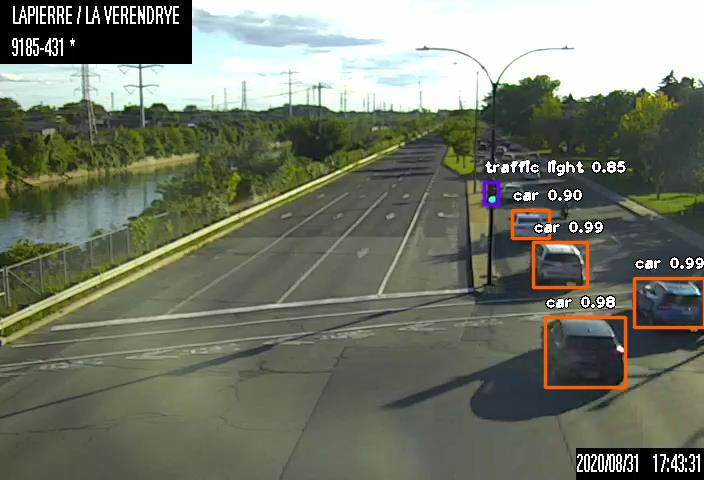 LAPIERRE / LA VERENDRYE
9185-431 *
traffic light 0.85
car 0.90
car 0.99
car 0.99
car 0.98
2020/08/31 17:43:31